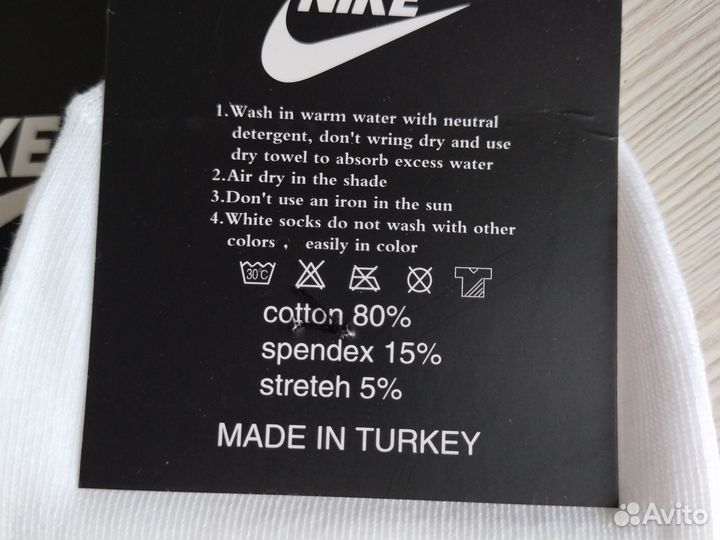 NIKE
KE
1.Wash in warm water with neutral
detergent, don't wring dry and use
dry towel to absorb excess water
2.Air dry in the shade
3.Don't use an iron in the sun
4.White socks do not wash with other
colors , easily in color
30°C
cotton 80%
spendex 15%
streteh 5%
MADE IN TURKEY
Avito